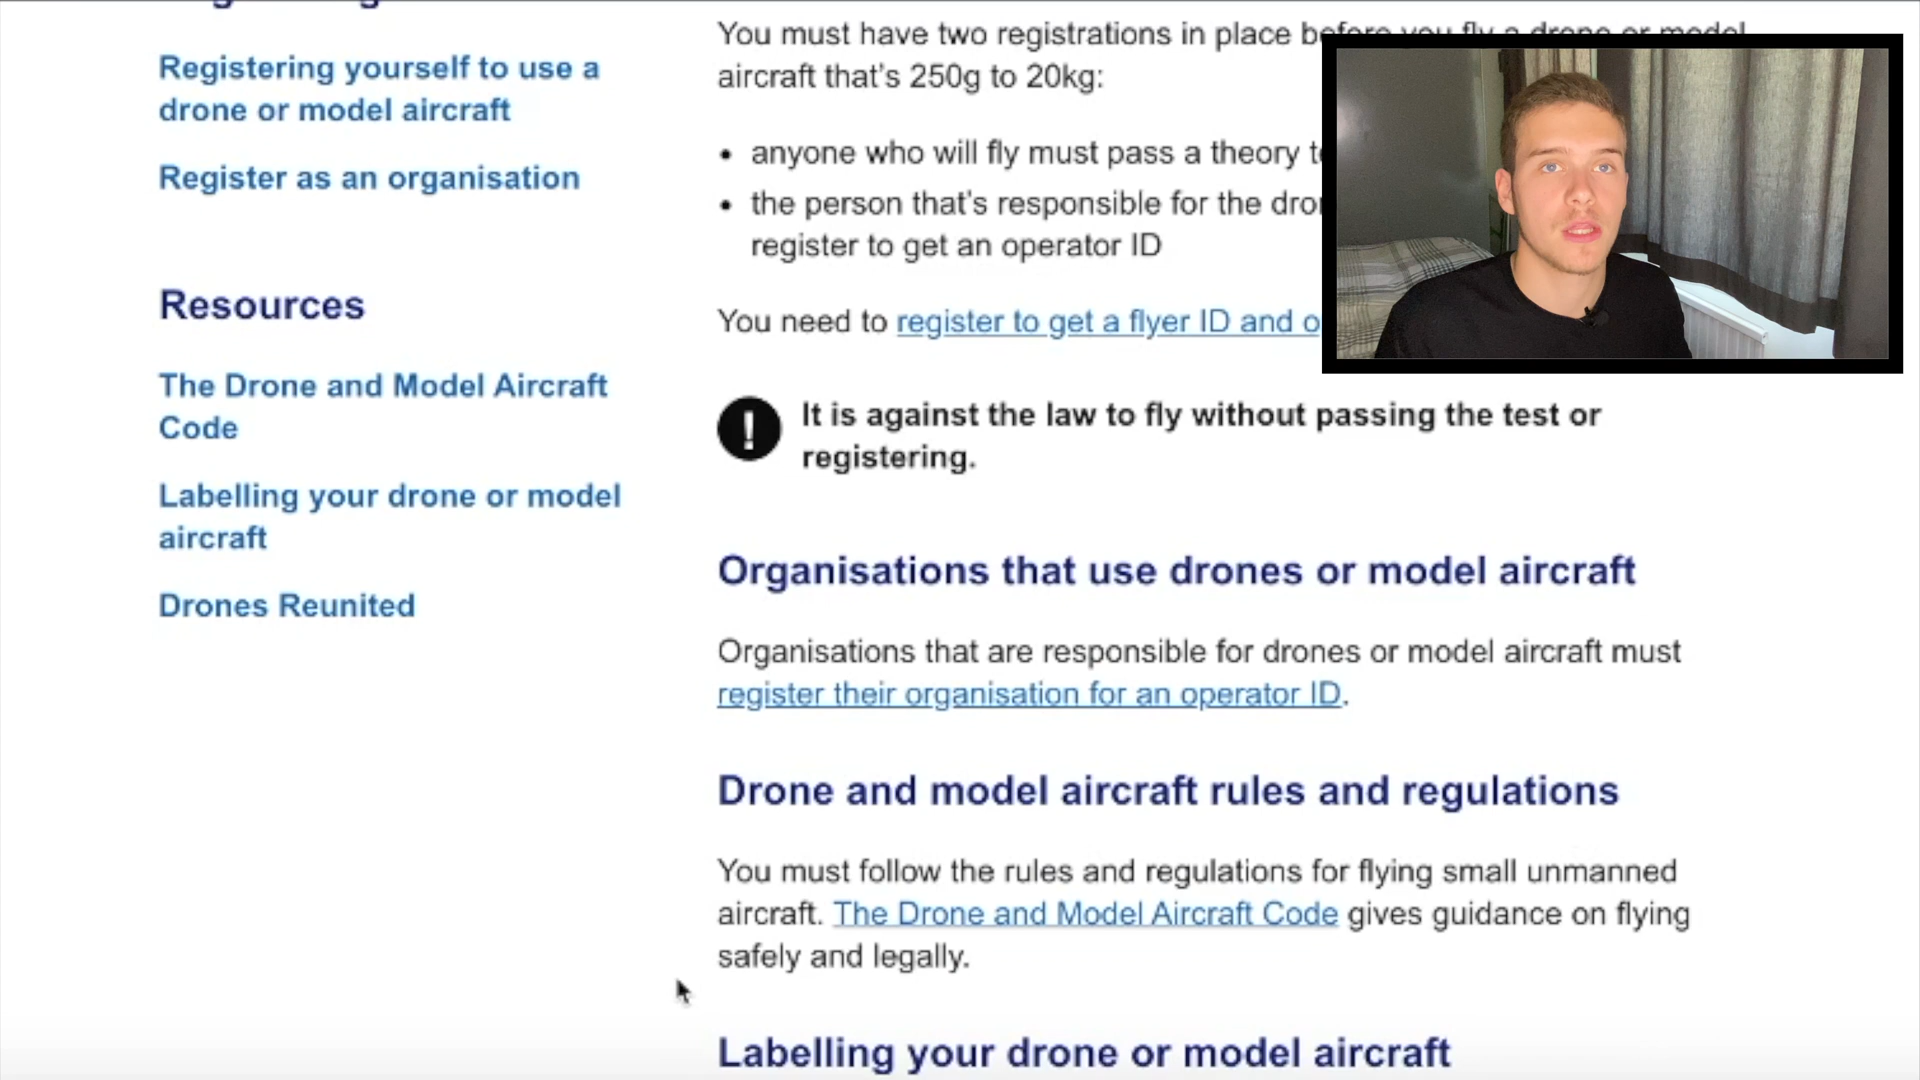 Registering yourself to use a
drone or model aircraft
Register as an organisation
Resources
The Drone and Model Aircraft
Code
Labelling your drone or model
aircraft
Drones Reunited
You must have two registrations in place before you fly a drone or model
aircraft that's 250g to 20kg:
• anyone who will fly must pass a theory
• the person that's responsible for the
register to get an operator ID
You need to register to get a flyer ID and
! It is against the law to fly without passing the test or
registering.
Organisations that use drones or model aircraft
Organisations that are responsible for drones or model aircraft must
register their organisation for an operator ID.
Drone and model aircraft rules and regulations
You must follow the rules and regulations for flying small unmanned
aircraft. The Drone and Model Aircraft Code gives guidance on flying
safely and legally.
Labelling your drone or model aircraft